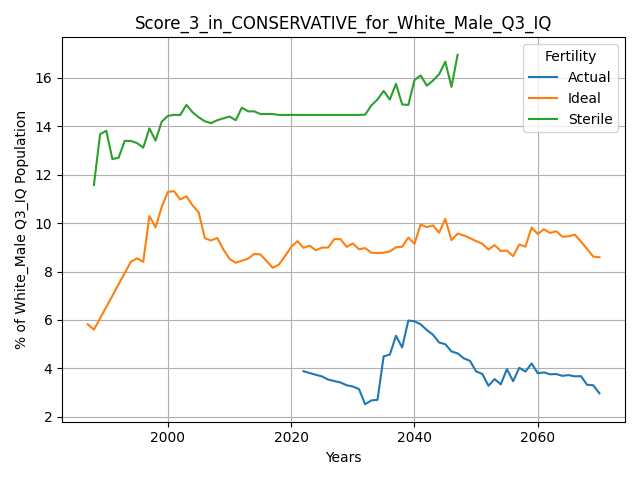 Score_3_in_CONSERVATIVE_for_White_Male_Q3_IQ
Fertility
Actual
Ideal
Sterile
% of White_Male Q3_IQ Population
16
14
12
10
8
6
4
2
2000
2020
2040
2060
Years